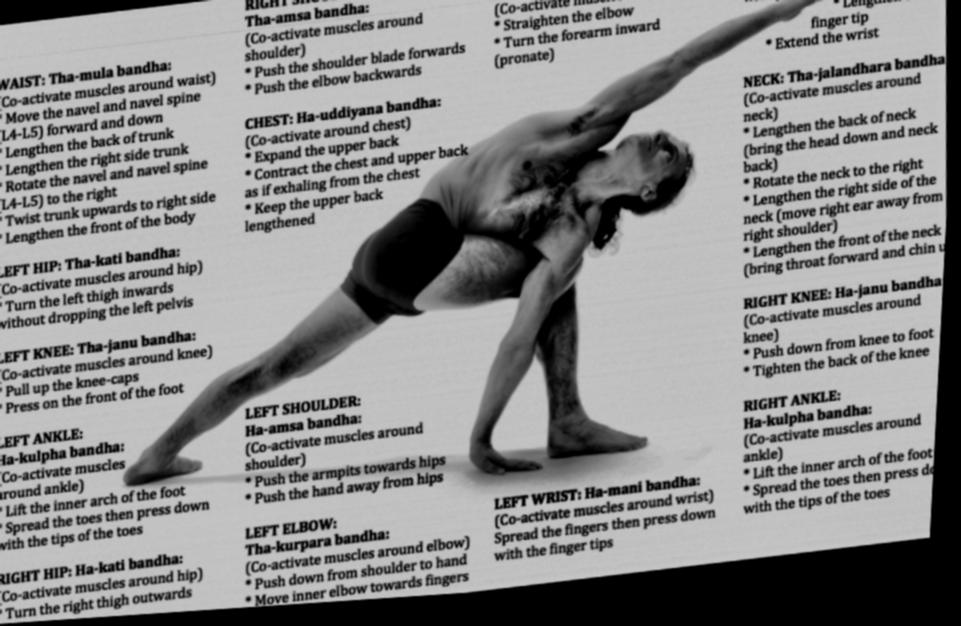 WAIST: Tha-mula bandha:
(Co-activate muscles around waist)
* Move the navel and navel spine
(L4-L5) forward and down
* Lengthen the back of trunk
* Lengthen the right side trunk
* Rotate the navel and navel spine
(L4-L5) to the right
* Twist trunk upwards to right side
* Lengthen the front of the body
LEFT HIP: Tha-kati bandha:
(Co-activate muscles around hip)
* Turn the left thigh inwards
without dropping the left pelvis
LEFT KNEE: Tha-janu bandha:
(Co-activate muscles around knee)
* Pull up the knee-caps
* Press on the front of the foot
LEFT ANKLE:
Ha-kulpha bandha:
(Co-activate muscles
around ankle)
* Lift the inner arch of the foot
* Spread the toes then press down
with the tips of the toes
RIGHT HIP: Ha-kati bandha:
(Co-activate muscles around hip)
* Turn the right thigh outwards
RIGHT
Tha-amsa bandha:
(Co-activate muscles around
shoulder)
* Push the shoulder blade forwards
* Push the elbow backwards
CHEST: Ha-uddiyana bandha:
(Co-activate around chest)
* Expand the upper back
* Contract the chest and upper back
as if exhaling from the chest
* Keep the upper back
lengthened
LEFT SHOULDER:
Ha-amsa bandha:
(Co-activate muscles around
shoulder)
* Push the armpits towards hips
* Push the hand away from hips
LEFT ELBOW:
Tha-kurpara bandha:
(Co-activate muscles around elbow)
* Push down from shoulder to hand
* Move inner elbow towards fingers
(Co-activate
* Straighten the elbow
* Turn the forearm inward
(pronate)
LEFT WRIST: Ha-mani bandha:
(Co-activate muscles around wrist)
Spread the fingers then press down
with the finger tips
finger tip
* Extend the wrist
NECK: Tha-jalandhara bandha
(Co-activate muscles around
neck)
* Lengthen the back of neck
(bring the head down and neck
back)
* Rotate the neck to the right
* Lengthen the right side of the
neck (move right ear away from
right shoulder)
* Lengthen the front of the neck
(bring throat forward and chin u
RIGHT KNEE: Ha-janu bandha
(Co-activate muscles around
knee)
* Push down from knee to foot
* Tighten the back of the knee
RIGHT ANKLE:
Ha-kulpha bandha:
(Co-activate muscles around
ankle)
* Lift the inner arch of the foot
* Spread the toes then press do
with the tips of the toes